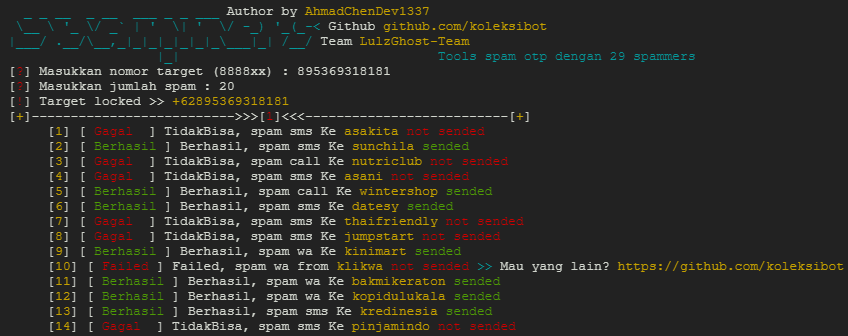 Author by AhmadChenDev1337
Github github.com/koleksibot
Team LulzGhost-Team
Tools spam otp dengan 29 spammers
[?] Masukkan nomor target (8888xx) : 895369318181
[?] Masukkan jumlah spam : 20
[!] Target locked >> +62895369318181
[+]------------------------->>>[1]<<<-------------------------[+]
[1] [ Gagal ] TidakBisa, spam sms Ke asakita not sended
[2] [ Berhasil ] Berhasil, spam sms Ke sunchila sended
[3] [ Gagal ] TidakBisa, spam call Ke nutriclub not sended
[4] [ Gagal ] TidakBisa, spam sms Ke asani not sended
[5] [ Berhasil ] Berhasil, spam call Ke wintershop sended
[6] [ Berhasil ] Berhasil, spam sms Ke datesy sended
[7] [ Gagal ] TidakBisa, spam sms Ke thaifriendly not sended
[8] [ Gagal ] TidakBisa, spam sms Ke jumpstart not sended
[9] [ Berhasil ] Berhasil, spam wa Ke kinimart sended
[10] [ Failed ] Failed, spam wa from klikwa not sended >> Mau yang lain? https://github.com/koleksibot
[11] [ Berhasil ] Berhasil, spam wa Ke bakmikeraton sended
[12] [ Berhasil ] Berhasil, spam wa Ke kopidulukala sended
[13] [ Berhasil ] Berhasil, spam sms Ke kredinesia sended
[14] [ Gagal ] TidakBisa, spam sms Ke pinjamindo not sended